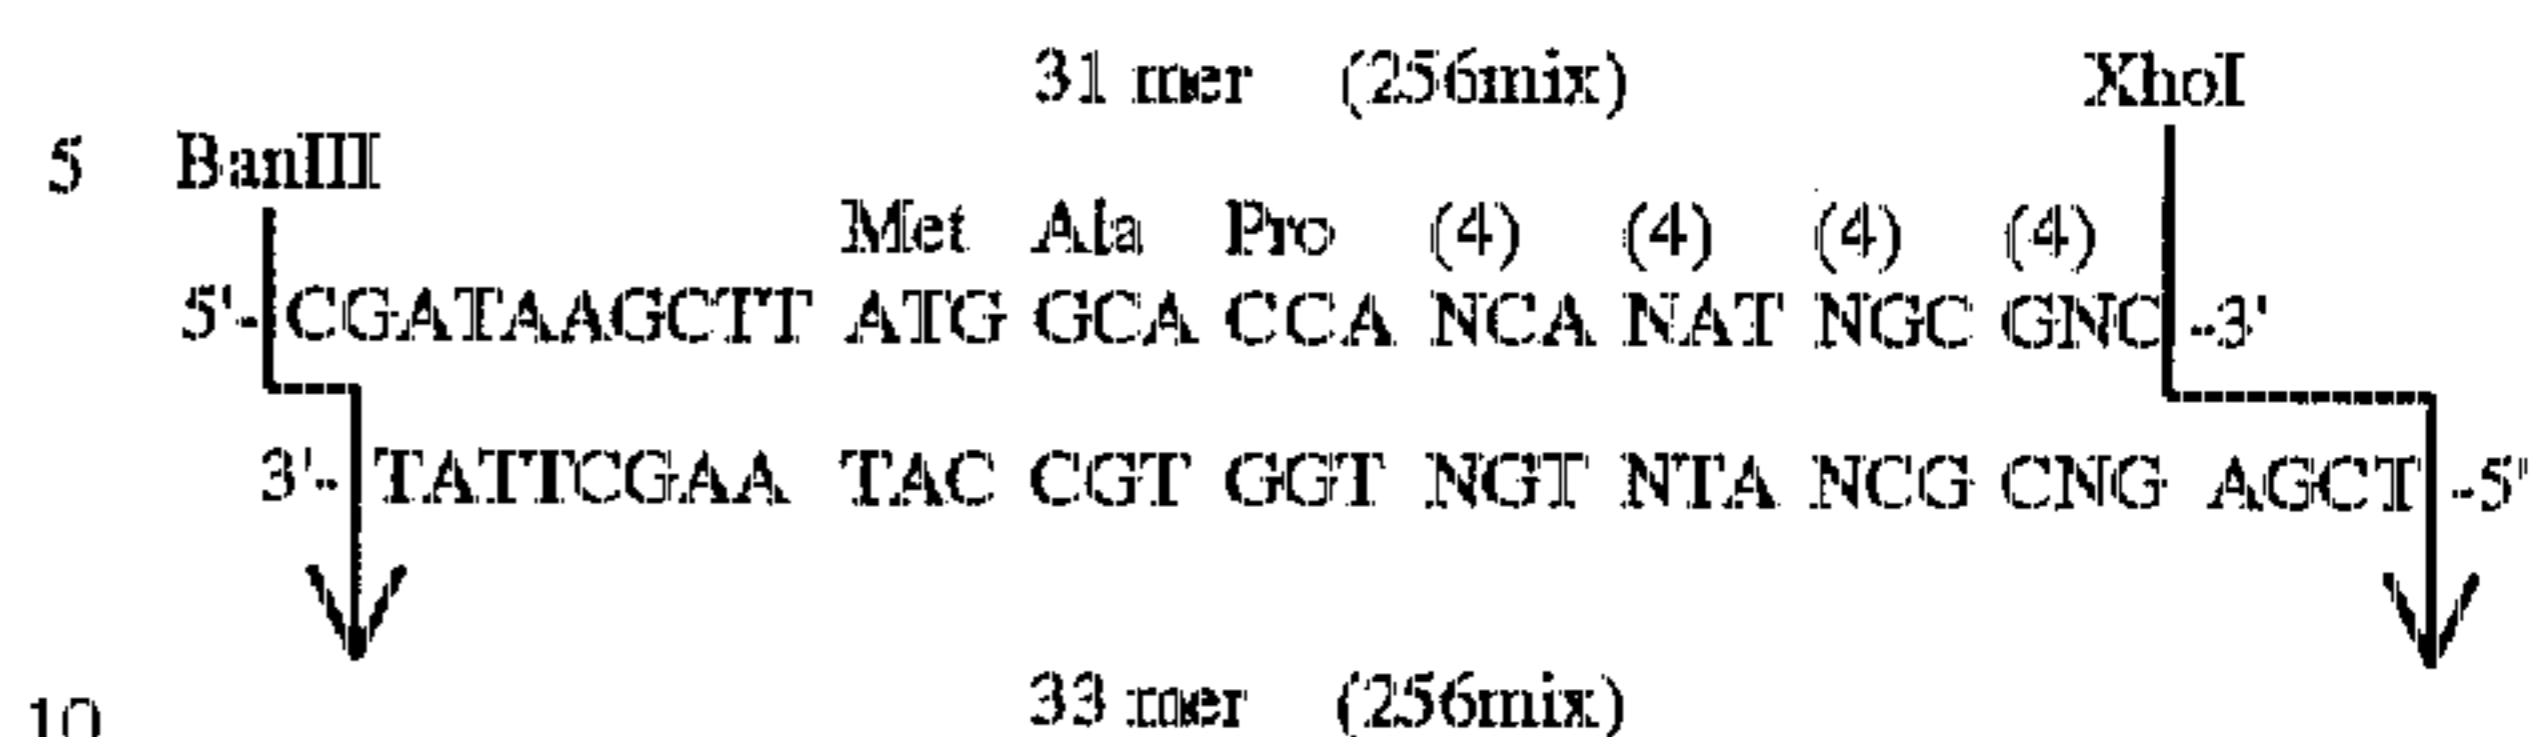 31 mer (256mix) XhoI
5 BanIII
Met Ala Pro (4) (4) (4) (4)
5'- CGATAAGCTT ATG GCA CCA NCA NAT NGC GNC -3'
3'- TATTCGAA TAC CGT GGT NGT NTA NCG CNG AGCT -5'
33 mer (256mix)
10